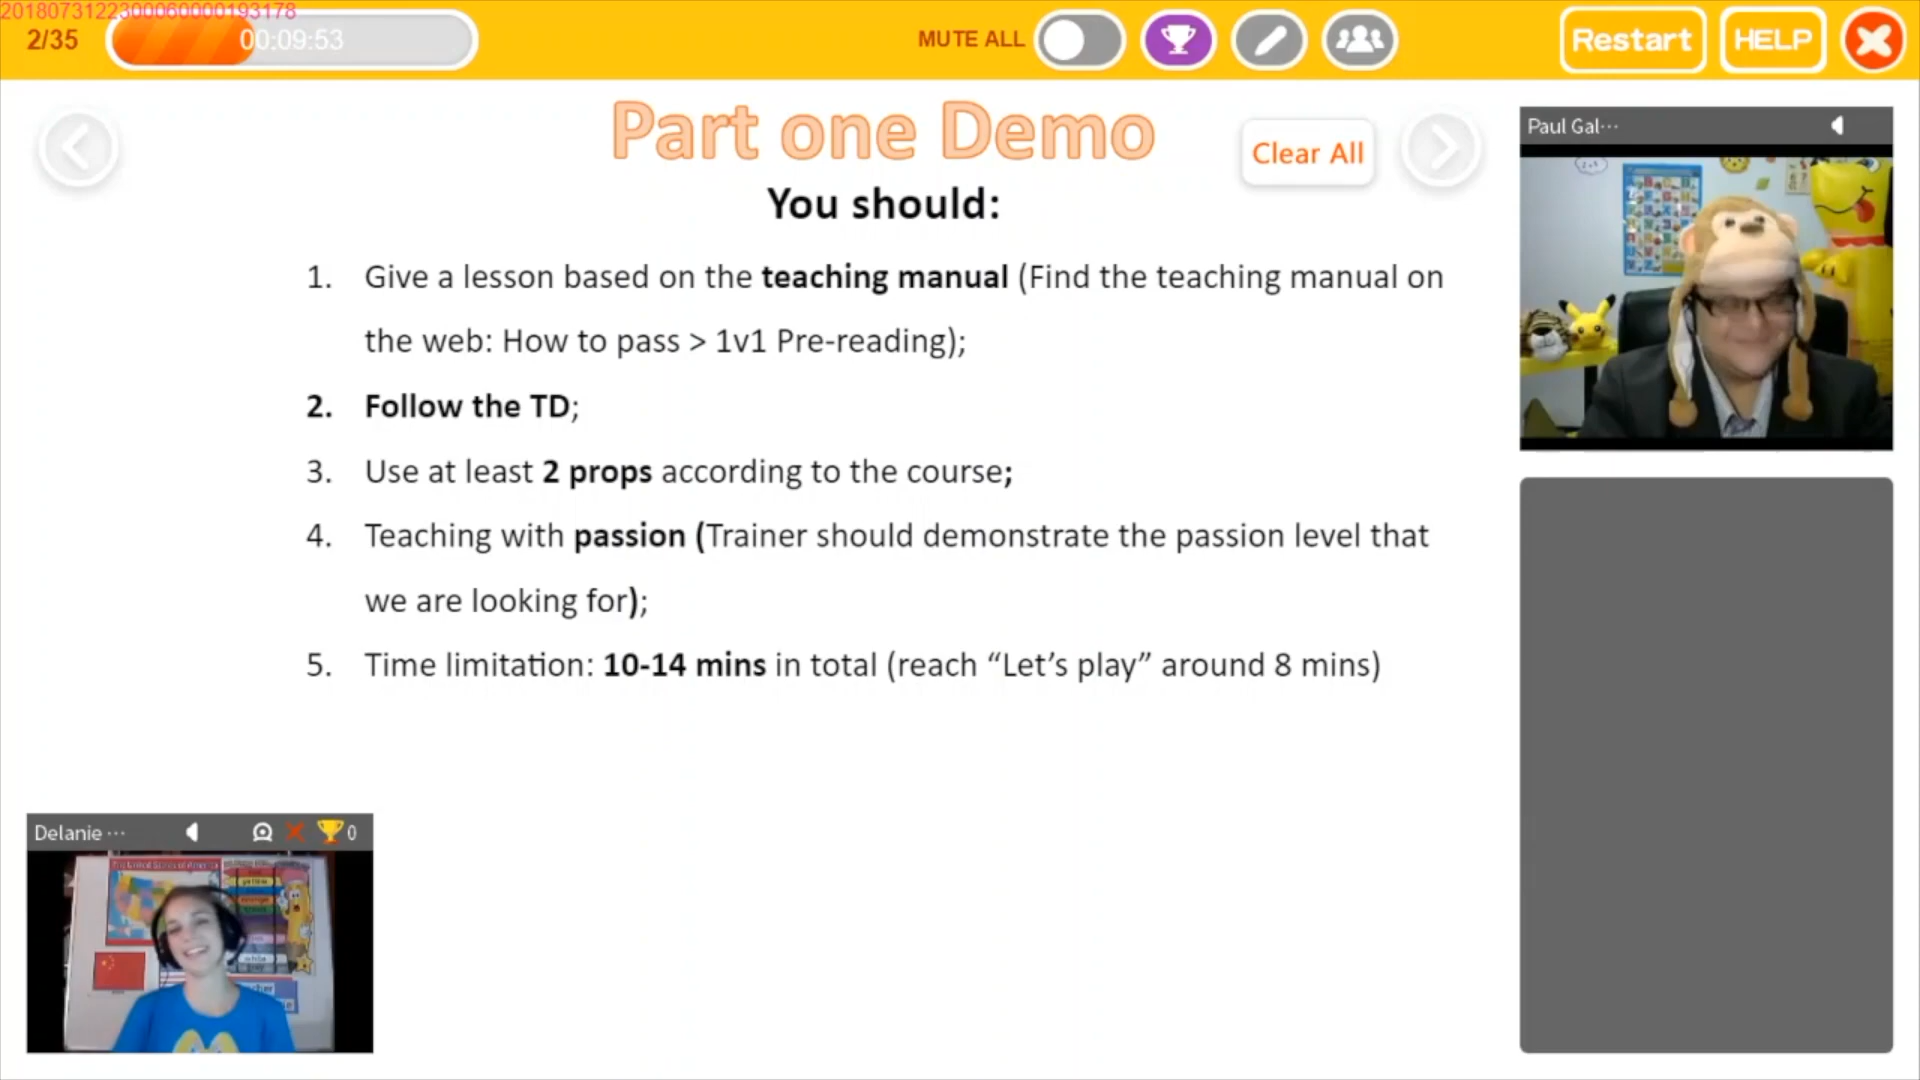 20180731223000600001931​78
2/35
00:09:53
MUTE ALL
Restart
HELP
Part one Demo
Clear All
You should:
1. Give a lesson based on the teaching manual (Find the teaching manual on
the web: How to pass > 1v1 Pre-reading);
2. Follow the TD;
3. Use at least 2 props according to the course;
4. Teaching with passion (Trainer should demonstrate the passion level that
we are looking for);
5. Time limitation: 10-14 mins in total (reach “Let’s play” around 8 mins)
Paul Gal···
Delanie ···
0